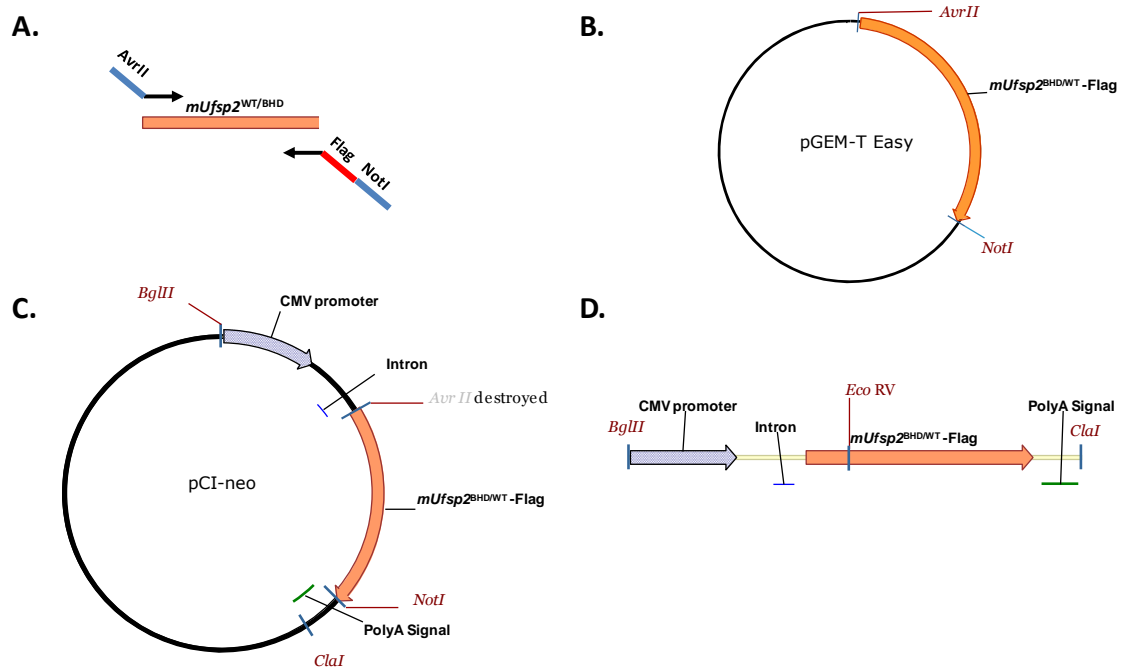 A.
AvrII
mUfsp2WT/BHD
Flag
NotI
B.
AvrII
mUfsp2BHD/WT-Flag
pGEM-T Easy
NotI
C.
BglII
CMV promoter
Intron
Avr II destroyed
pCI-neo
mUfsp2BHD/WT-Flag
NotI
PolyA Signal
ClaI
D.
Eco RV
CMV promoter
PolyA Signal
BglII
Intron
mUfsp2BHD/WT-Flag
ClaI